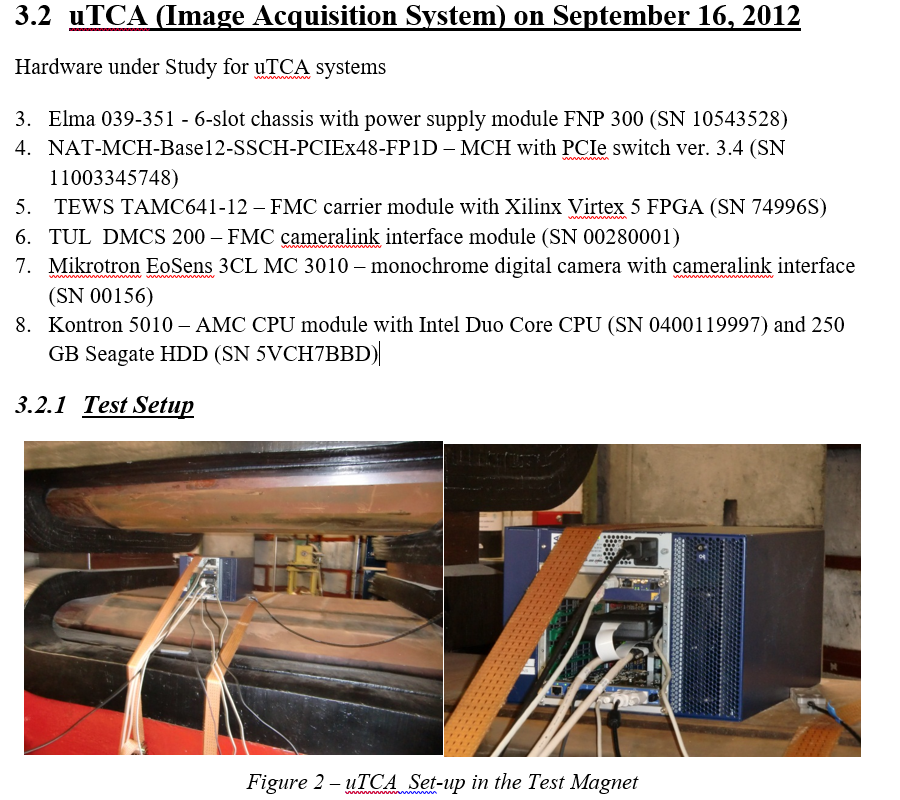 3.2 uTCA (Image Acquisition System) on September 16, 2012
Hardware under Study for uTCA systems
3. Elma 039-351 - 6-slot chassis with power supply module FNP 300 (SN 10543528)
4. NAT-MCH-Base12-SSCH-PCIEx48-FP1D – MCH with PCIe switch ver. 3.4 (SN
11003345748)
5. TEWS TAMC641-12 – FMC carrier module with Xilinx Virtex 5 FPGA (SN 74996S)
6. TUL DMCS 200 – FMC cameralink interface module (SN 00280001)
7. Mikrotron EoSens 3CL MC 3010 – monochrome digital camera with cameralink interface
(SN 00156)
8. Kontron 5010 – AMC CPU module with Intel Duo Core CPU (SN 0400119997) and 250
GB Seagate HDD (SN 5VCH7BBD)
3.2.1 Test Setup
Figure 2 – uTCA Set-up in the Test Magnet